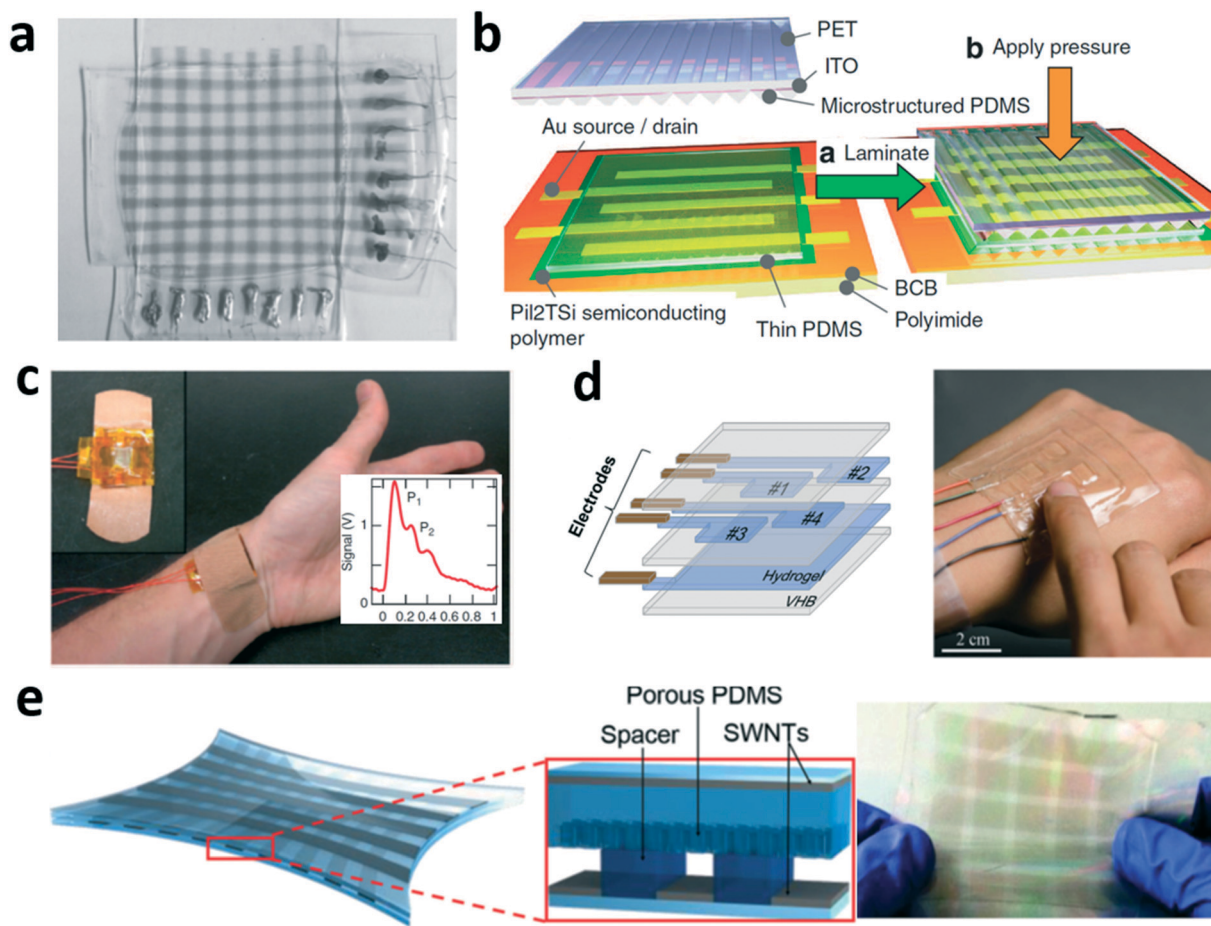 a
b
PET
ITO
Microstructured PDMS
b Apply pressure
Au source / drain
a Laminate
BCB
Polyimide
Thin PDMS
PiI2TSi semiconducting
polymer
c
P1
P2
Signal (V)
1
0
0 0.2 0.4 0.6 0.8 1
d
Electrodes
#1
#2
#3
#4
Hydrogel
VHB
2 cm
e
Porous PDMS
Spacer
SWNTs